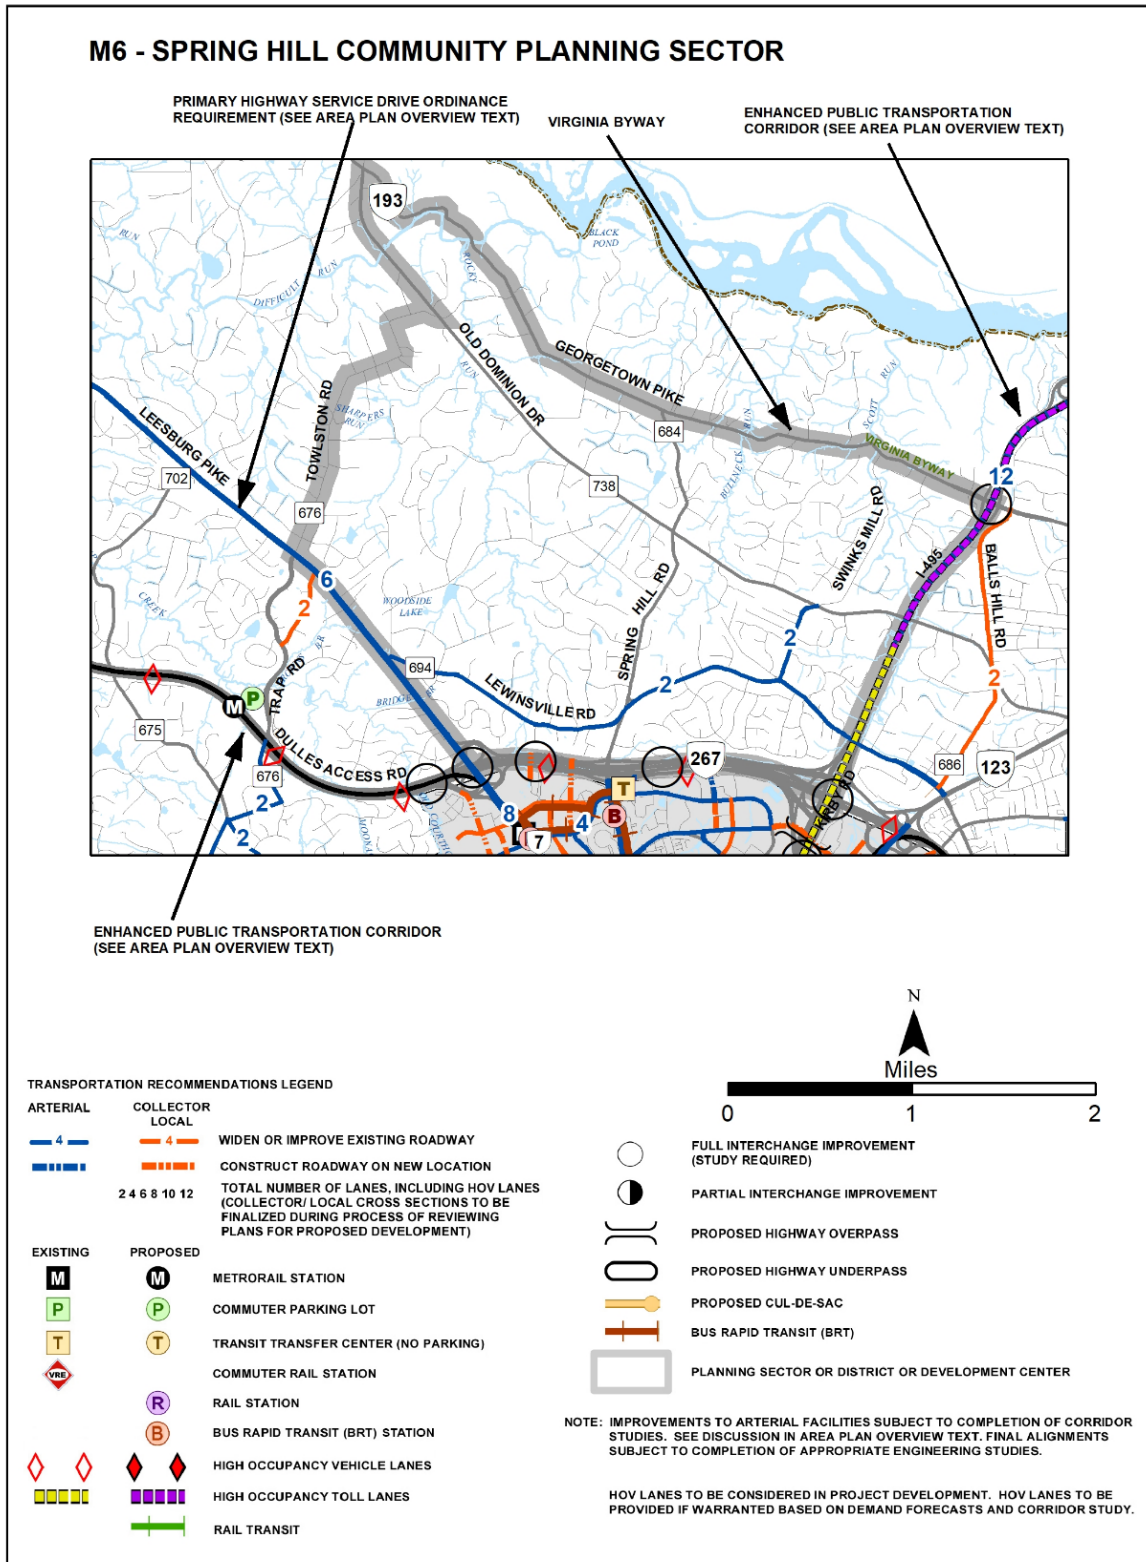 M6 - SPRING HILL COMMUNITY PLANNING SECTOR
PRIMARY HIGHWAY SERVICE DRIVE ORDINANCE
REQUIREMENT (SEE AREA PLAN OVERVIEW TEXT)
VIRGINIA BYWAY
ENHANCED PUBLIC TRANSPORTATION
CORRIDOR (SEE AREA PLAN OVERVIEW TEXT)
193
RUN
BLACK
POND
DIFFICULT RUN
ROCKY
RUN
OLD DOMINION DR
GEORGETOWN PIKE
TOWLSTON RD
SHARPERS
RUN
LEESBURG PIKE
702
684
BULLNECK RUN
SCOTT RUN
VIRGINIA BYWAY
12
738
676
SWINKS MILL RD
I-495
BALLS HILL RD
6
CREEK
2
WOODSIDE
LAKE
SPRING HILL RD
2
694
TRAP RD
LEWINSVILLE RD
2
2
M
P
675
DULLES ACCESS RD
676
2
2
267
686
123
KIRBY RD
T
B
8
4
7
ENHANCED PUBLIC TRANSPORTATION CORRIDOR
(SEE AREA PLAN OVERVIEW TEXT)
N
Miles
0 1 2
TRANSPORTATION RECOMMENDATIONS LEGEND
ARTERIAL
COLLECTOR
LOCAL
4 4 WIDEN OR IMPROVE EXISTING ROADWAY
CONSTRUCT ROADWAY ON NEW LOCATION
2 4 6 8 10 12 TOTAL NUMBER OF LANES, INCLUDING HOV LANES
(COLLECTOR/ LOCAL CROSS SECTIONS TO BE
FINALIZED DURING PROCESS OF REVIEWING
PLANS FOR PROPOSED DEVELOPMENT)
EXISTING PROPOSED
M M METRORAIL STATION
P P COMMUTER PARKING LOT
T T TRANSIT TRANSFER CENTER (NO PARKING)
VRE COMMUTER RAIL STATION
R RAIL STATION
B BUS RAPID TRANSIT (BRT) STATION
HIGH OCCUPANCY VEHICLE LANES
HIGH OCCUPANCY TOLL LANES
RAIL TRANSIT
FULL INTERCHANGE IMPROVEMENT
(STUDY REQUIRED)
PARTIAL INTERCHANGE IMPROVEMENT
PROPOSED HIGHWAY OVERPASS
PROPOSED HIGHWAY UNDERPASS
PROPOSED CUL-DE-SAC
BUS RAPID TRANSIT (BRT)
PLANNING SECTOR OR DISTRICT OR DEVELOPMENT CENTER
NOTE: IMPROVEMENTS TO ARTERIAL FACILITIES SUBJECT TO COMPLETION OF CORRIDOR
STUDIES. SEE DISCUSSION IN AREA PLAN OVERVIEW TEXT. FINAL ALIGNMENTS
SUBJECT TO COMPLETION OF APPROPRIATE ENGINEERING STUDIES.
HOV LANES TO BE CONSIDERED IN PROJECT DEVELOPMENT. HOV LANES TO BE
PROVIDED IF WARRANTED BASED ON DEMAND FORECASTS AND CORRIDOR STUDY.